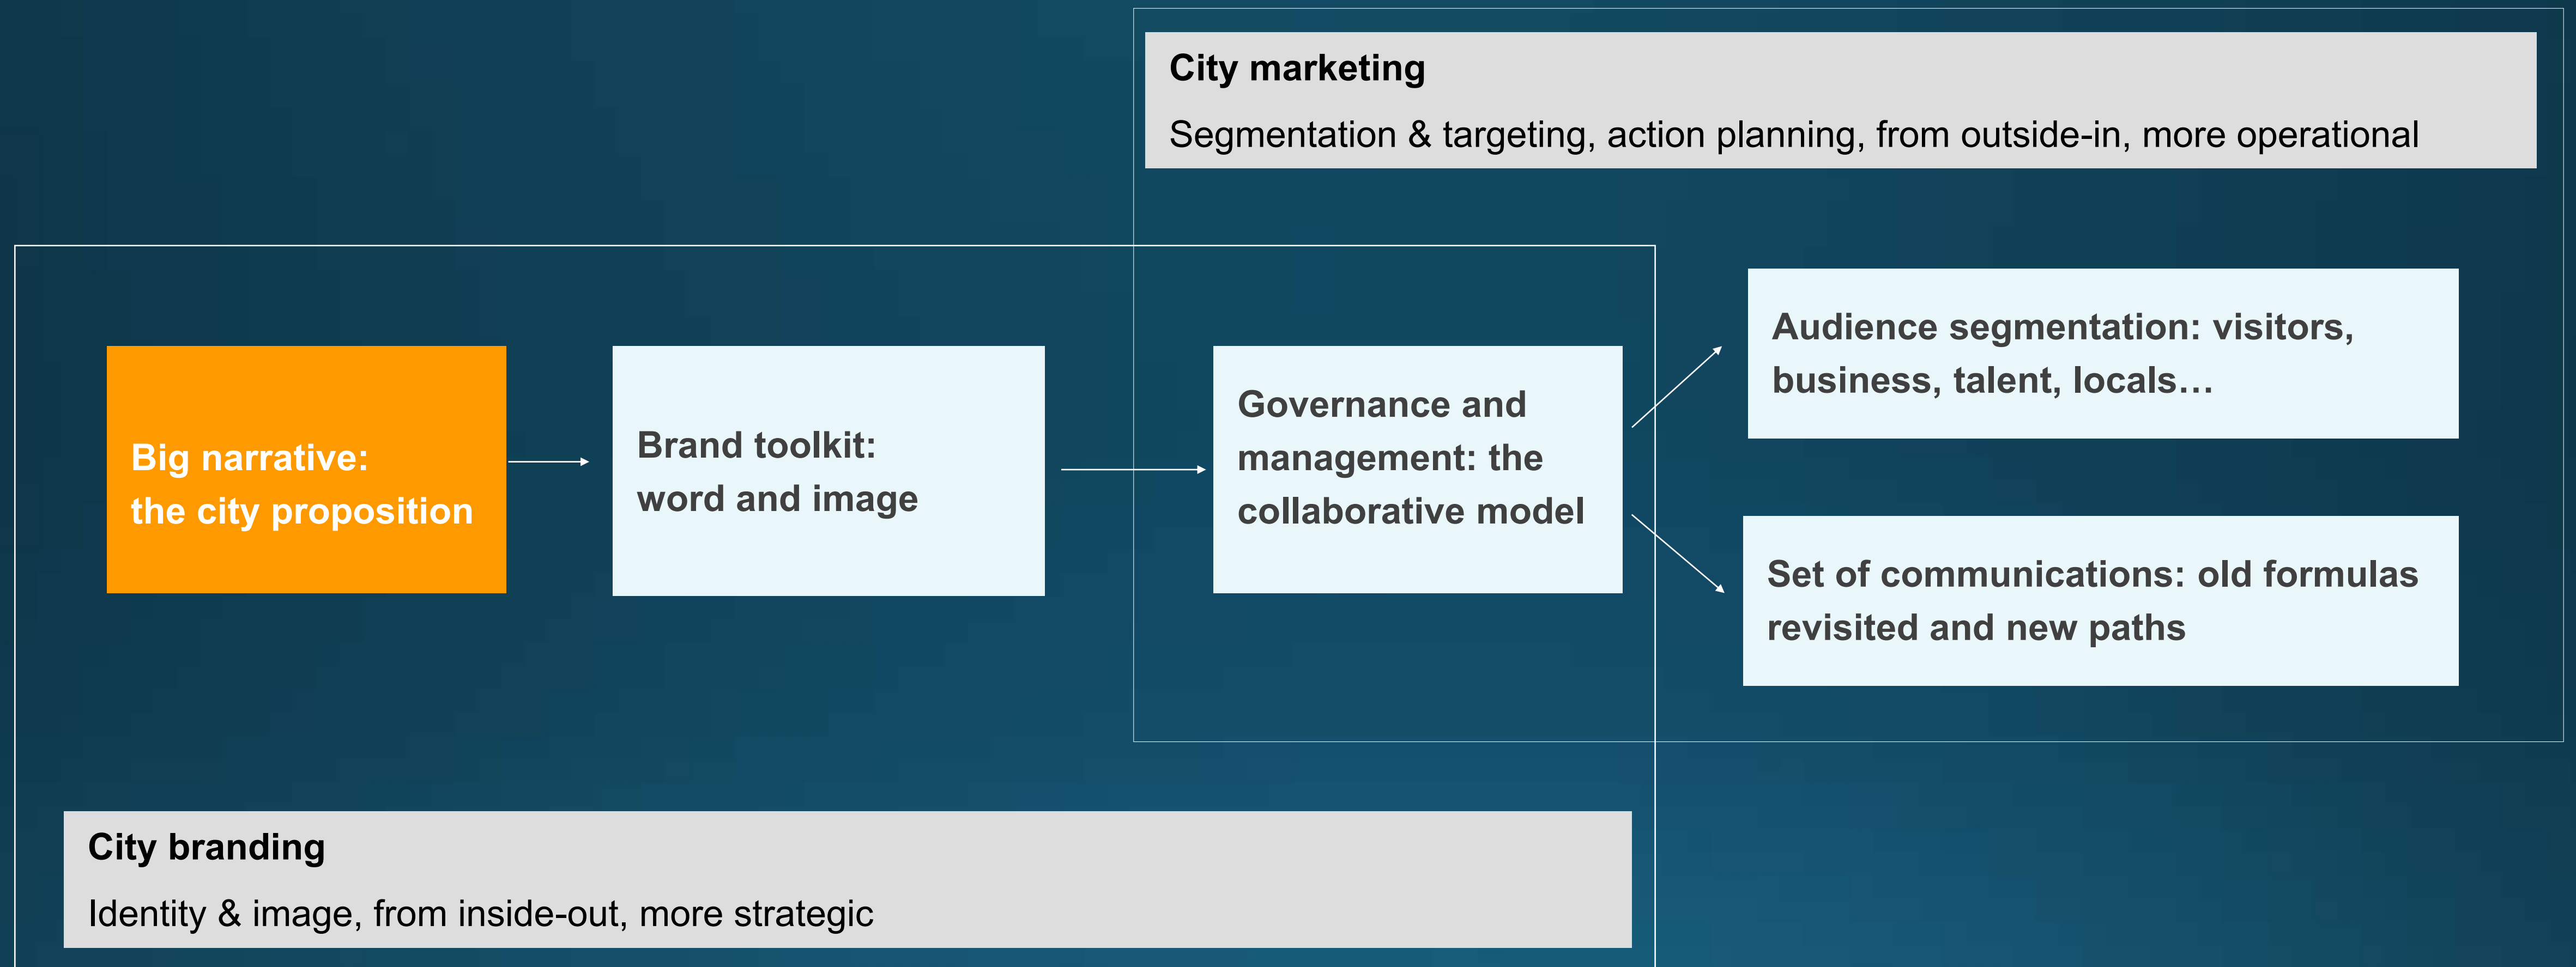 City marketing
Segmentation & targeting, action planning, from outside-in, more operational
Big narrative:
the city proposition
Brand toolkit:
word and image
Governance and
management: the
collaborative model
Audience segmentation: visitors,
business, talent, locals…
Set of communications: old formulas
revisited and new paths
City branding
Identity & image, from inside-out, more strategic